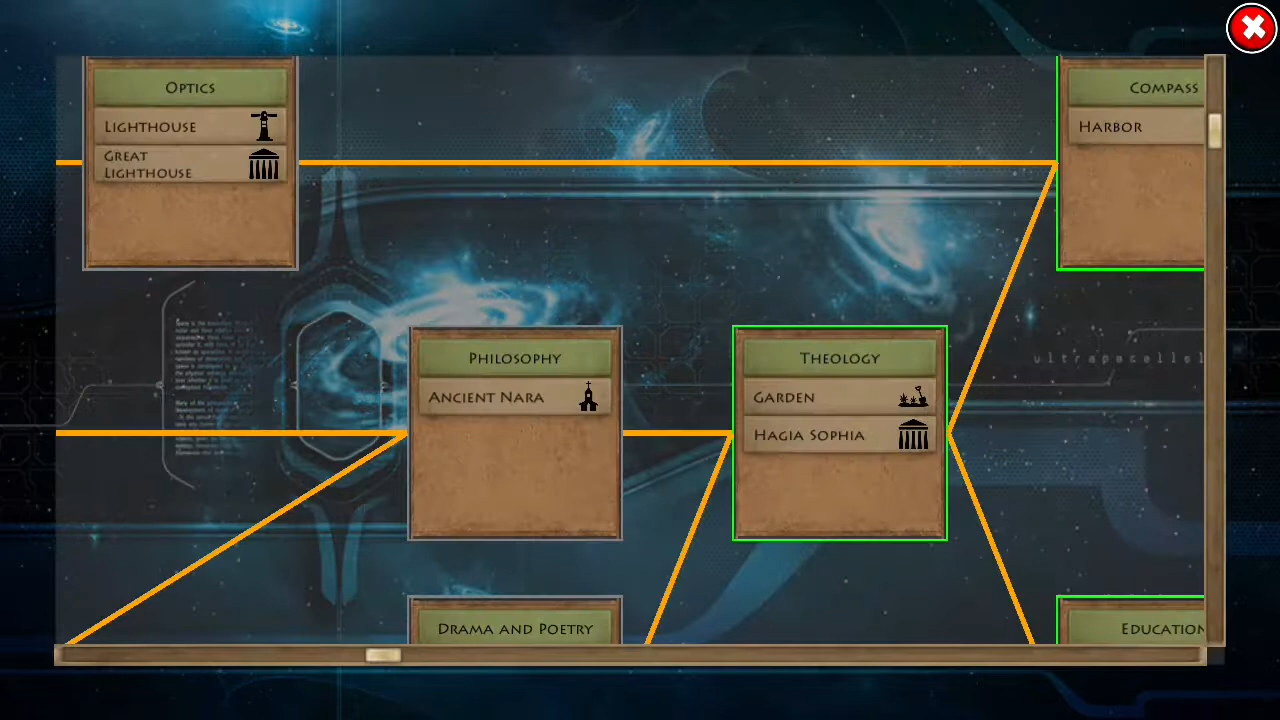 OPTICS
LIGHTHOUSE
GREAT
LIGHTHOUSE
COMPASS
HARBOR
PHILOSOPHY
ANCIENT NARA
THEOLOGY
GARDEN
HAGIA SOPHIA
DRAMA AND POETRY
EDUCATION